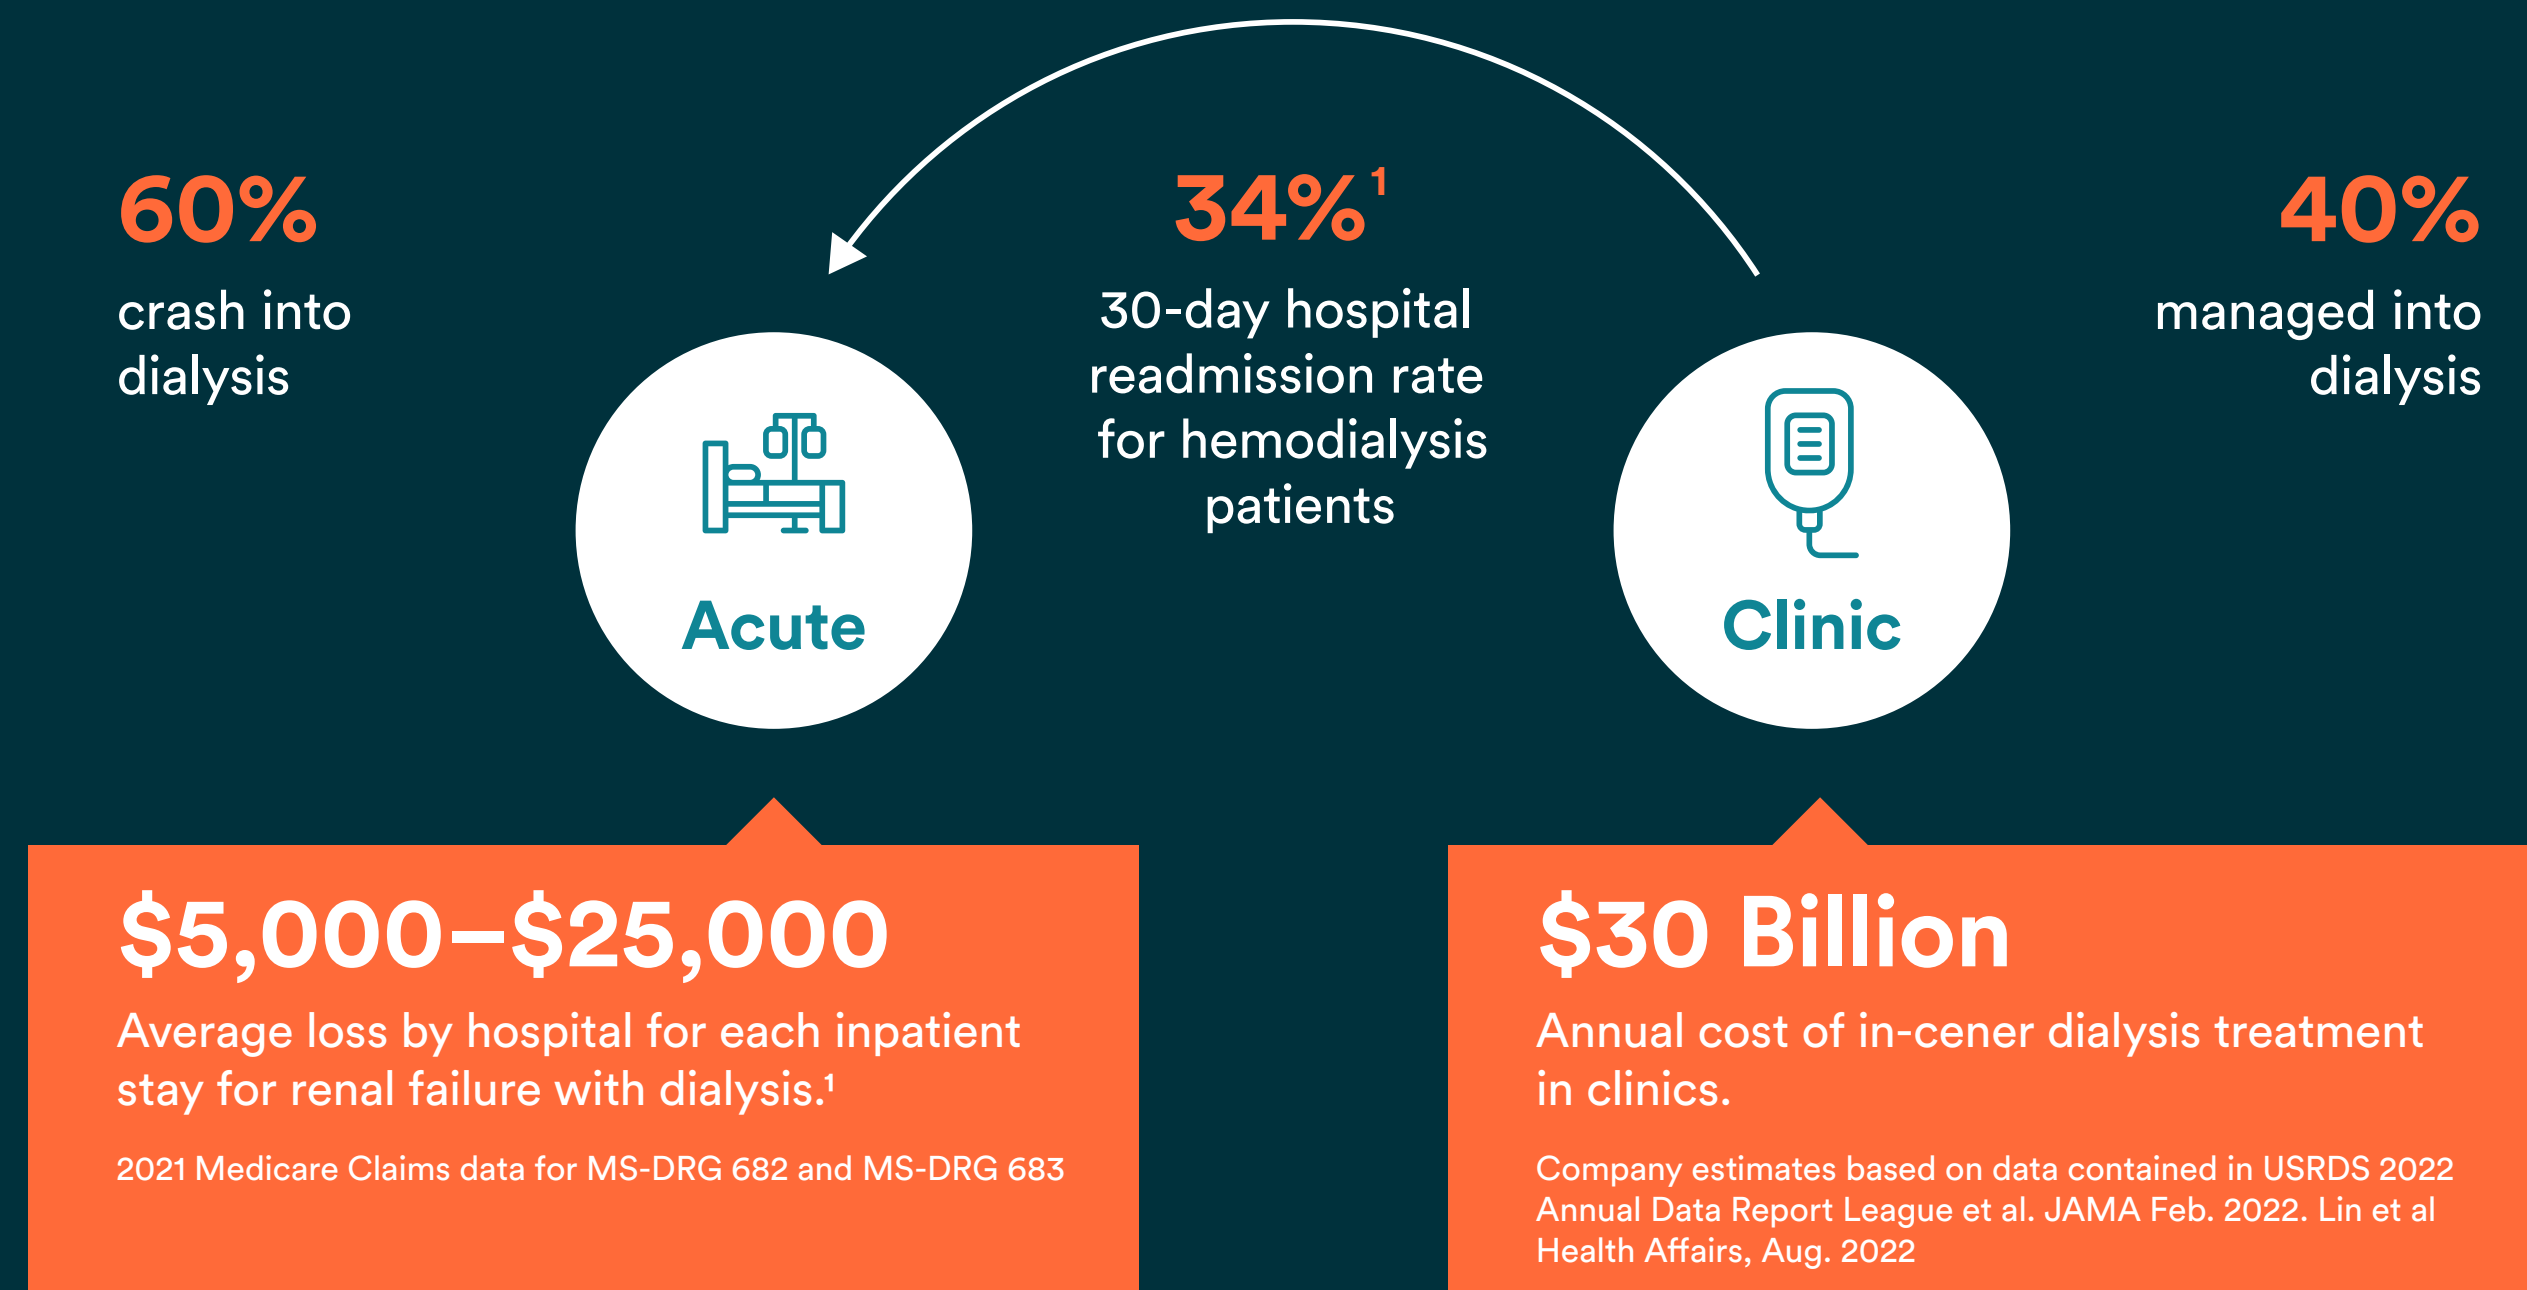 60%
crash into
dialysis
34%¹
30-day hospital
readmission rate
for hemodialysis
patients
40%
managed into
dialysis
Acute
Clinic
$5,000–$25,000
Average loss by hospital for each inpatient
stay for renal failure with dialysis.¹
2021 Medicare Claims data for MS-DRG 682 and MS-DRG 683
$30 Billion
Annual cost of in-cener dialysis treatment
in clinics.
Company estimates based on data contained in USRDS 2022
Annual Data Report League et al. JAMA Feb. 2022. Lin et al
Health Affairs, Aug. 2022